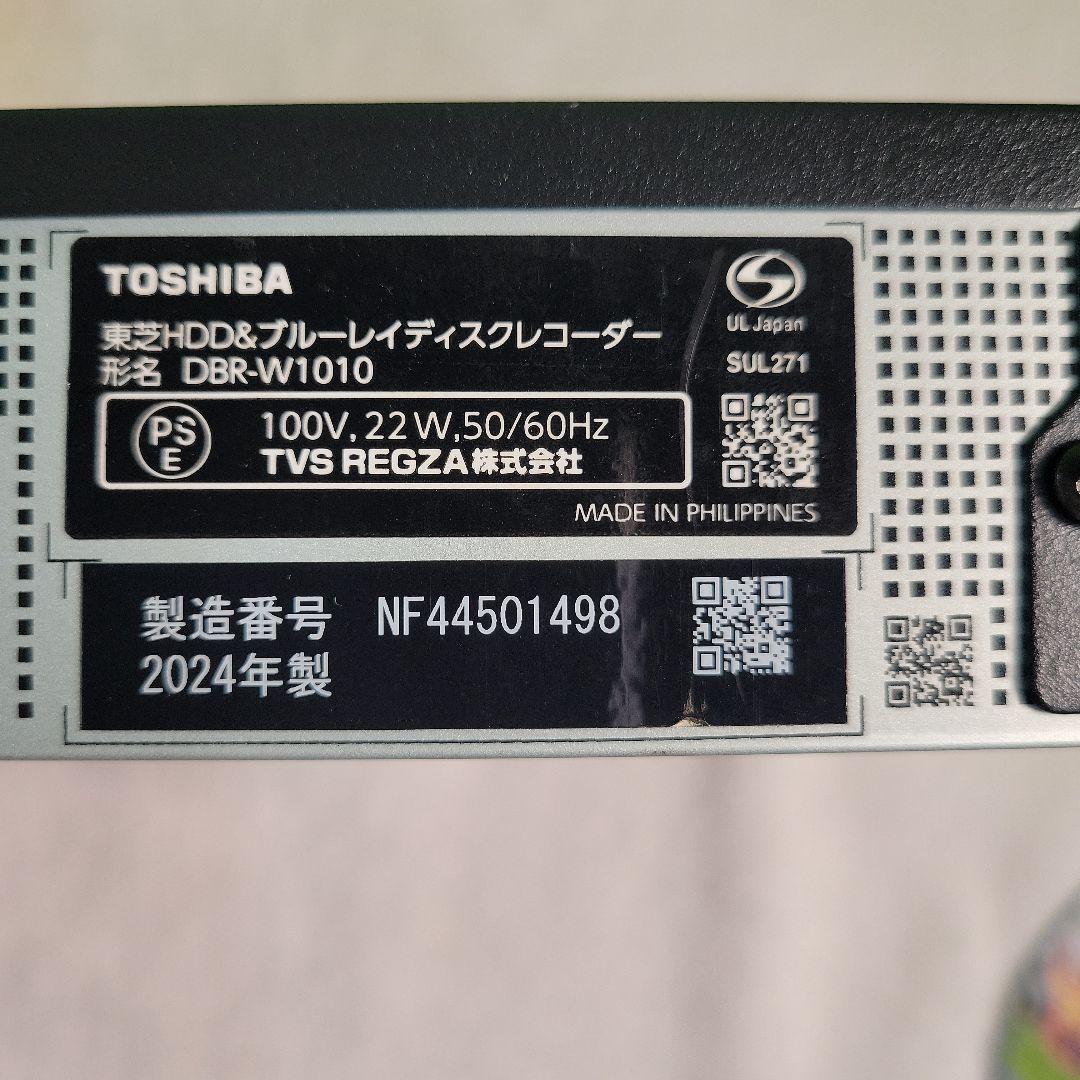 TOSHIBA
東芝HDD&ブルーレイディスクレコーダー
形名 DBR-W1010
PS
E
100V, 22W, 50/60Hz
TVS REGZA株式会社
UL Japan
SUL271
MADE IN PHILIPPINES
製造番号 NF44501498
2024年製